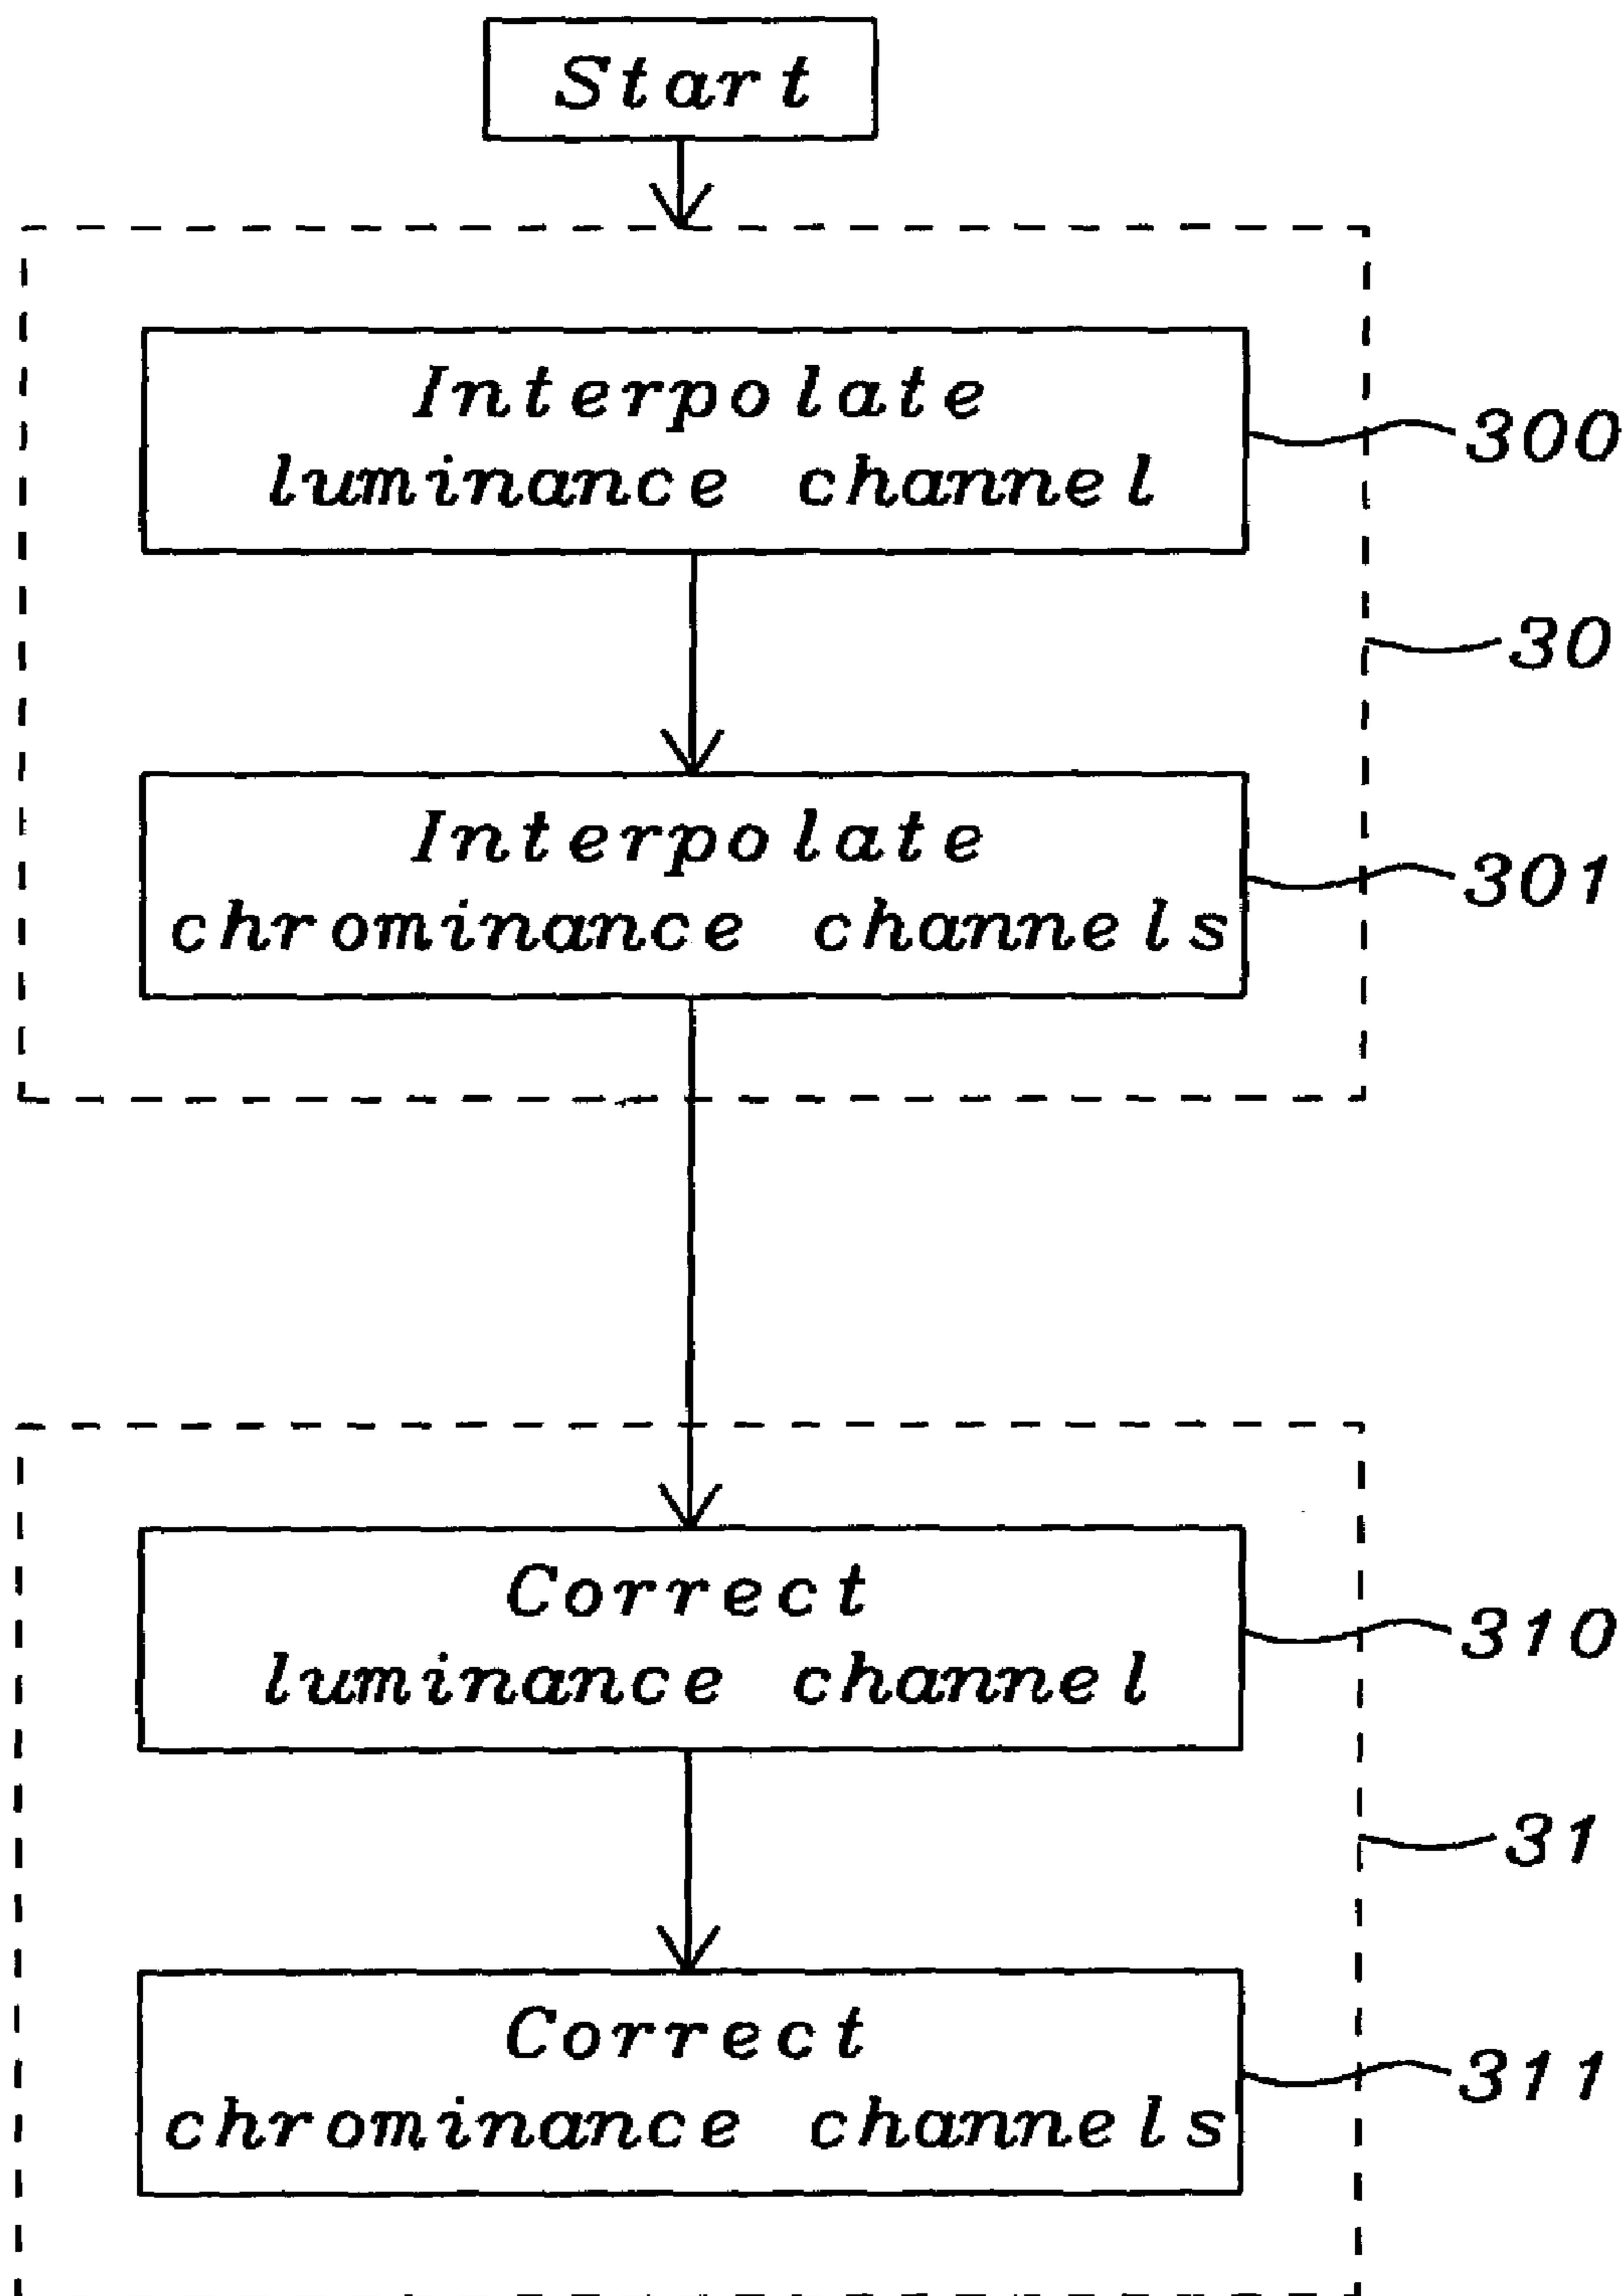 Start
Interpolate
luminance channel
300
30
Interpolate
chrominance channels
301
Correct
luminance channel
310
31
Correct
chrominance channels
311